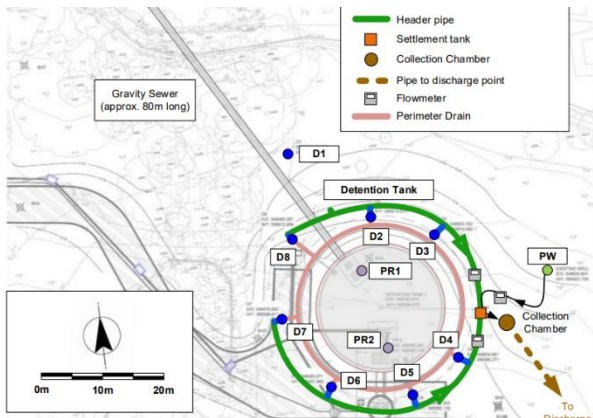 Header pipe
Settlement tank
Collection Chamber
Pipe to discharge point
Flowmeter
Perimeter Drain
Gravity Sewer
(approx. 80m long)
D1
Detention Tank
D2
D3
D8
PW
PR1
Collection
Chamber
D7
PR2
D4
D6
D5
0m
10m
20m
To